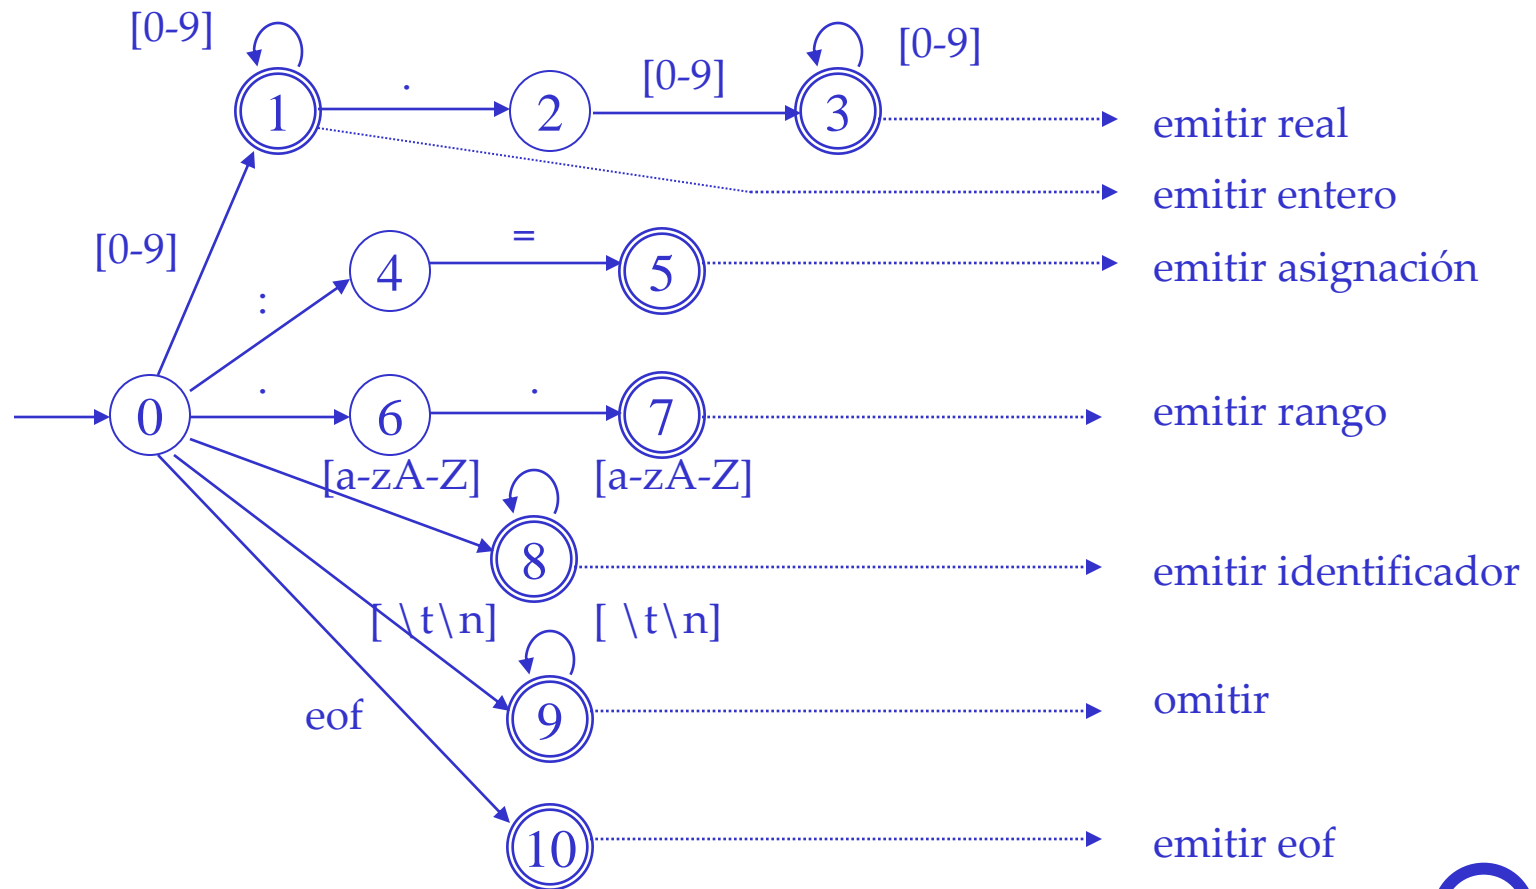 [0-9]
[0-9]
1
.
2
[0-9]
3
emitir real
emitir entero
[0-9]
4
=
5
emitir asignación
:
0
.
6
.
7
emitir rango
[a-zA-Z]
[a-zA-Z]
8
emitir identificador
[ \t\n]
[ \t\n]
eof
9
omitir
10
emitir eof